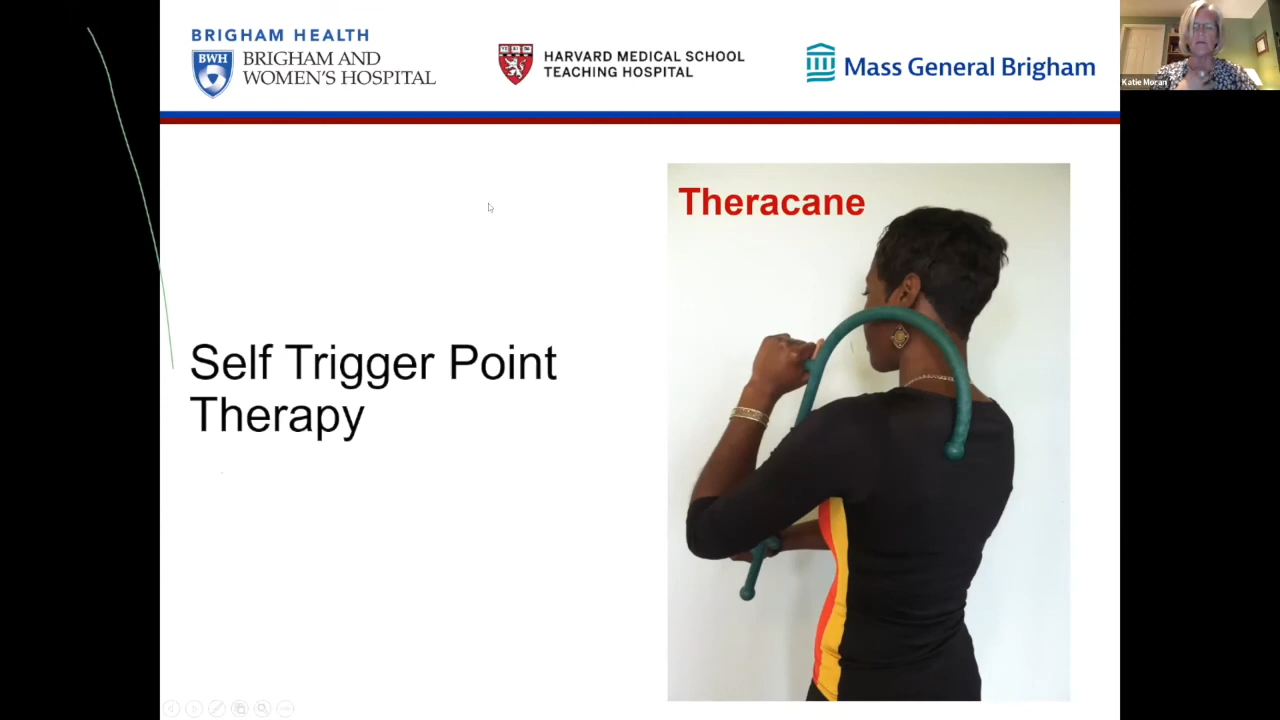 BRIGHAM HEALTH
BWH
BRIGHAM AND
WOMEN'S HOSPITAL
HARVARD MEDICAL SCHOOL
TEACHING HOSPITAL
Mass General Brigham
Katie Moran
Theracane
Self Trigger Point
Therapy